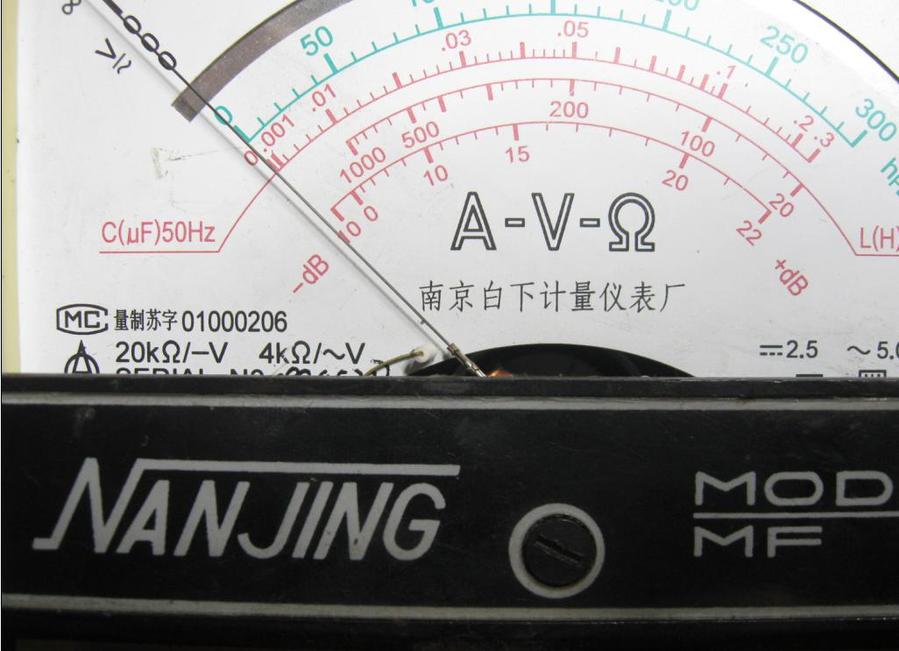 0 50 250 300
0 .001 .01 .03 .05 .1 .2 .3
1000 500 200 100 20
10 15 20 22
0
C(μF)50Hz
L(H)
-dB
+dB
A-V-Ω
南京白下计量仪表厂
MC 量制苏字01000206
20kΩ/—V 4kΩ/~V
2.5 ~5.0
NANJING
MOD
MF